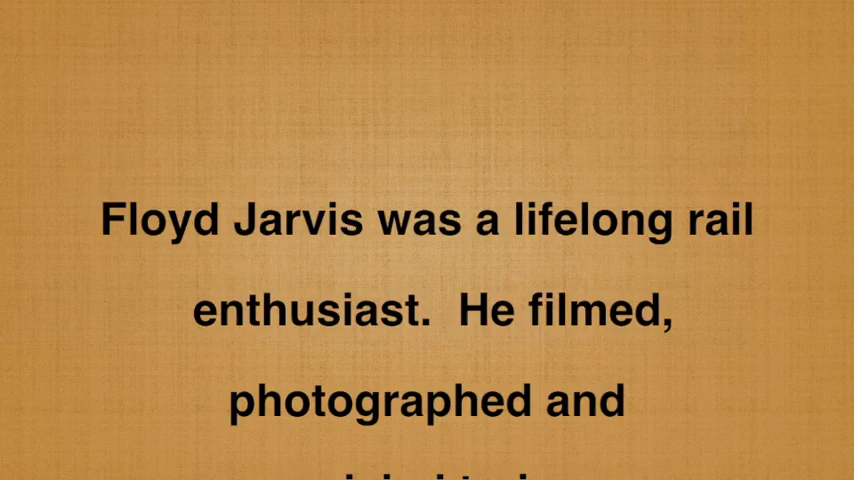 Floyd Jarvis was a lifelong rail
enthusiast.  He filmed,
photographed and